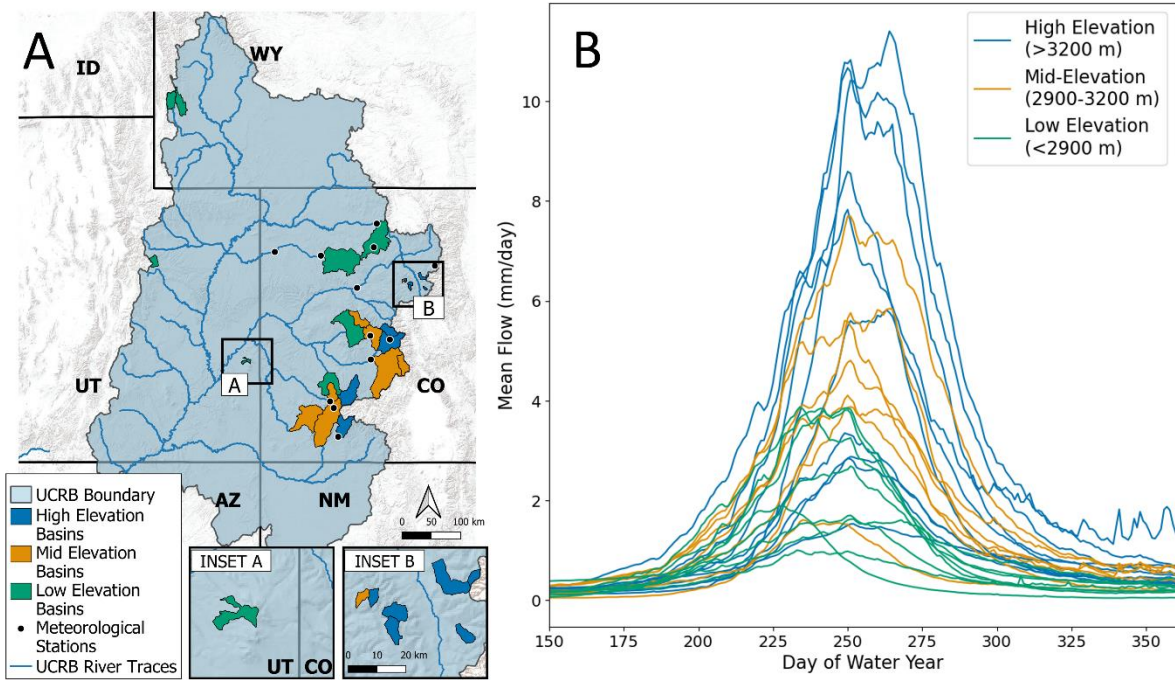 A
ID
WY
UT
CO
AZ
NM
A
B
0 50 100 km
UCRB Boundary
High Elevation
Basins
Mid Elevation
Basins
Low Elevation
Basins
Meteorological
Stations
UCRB River Traces
INSET A
UT CO
INSET B
0 10 20 km
B
High Elevation
(>3200 m)
Mid-Elevation
(2900-3200 m)
Low Elevation
(<2900 m)
Mean Flow (mm/day)
10
8
6
4
2
0
150 175 200 225 250 275 300 325 350
Day of Water Year